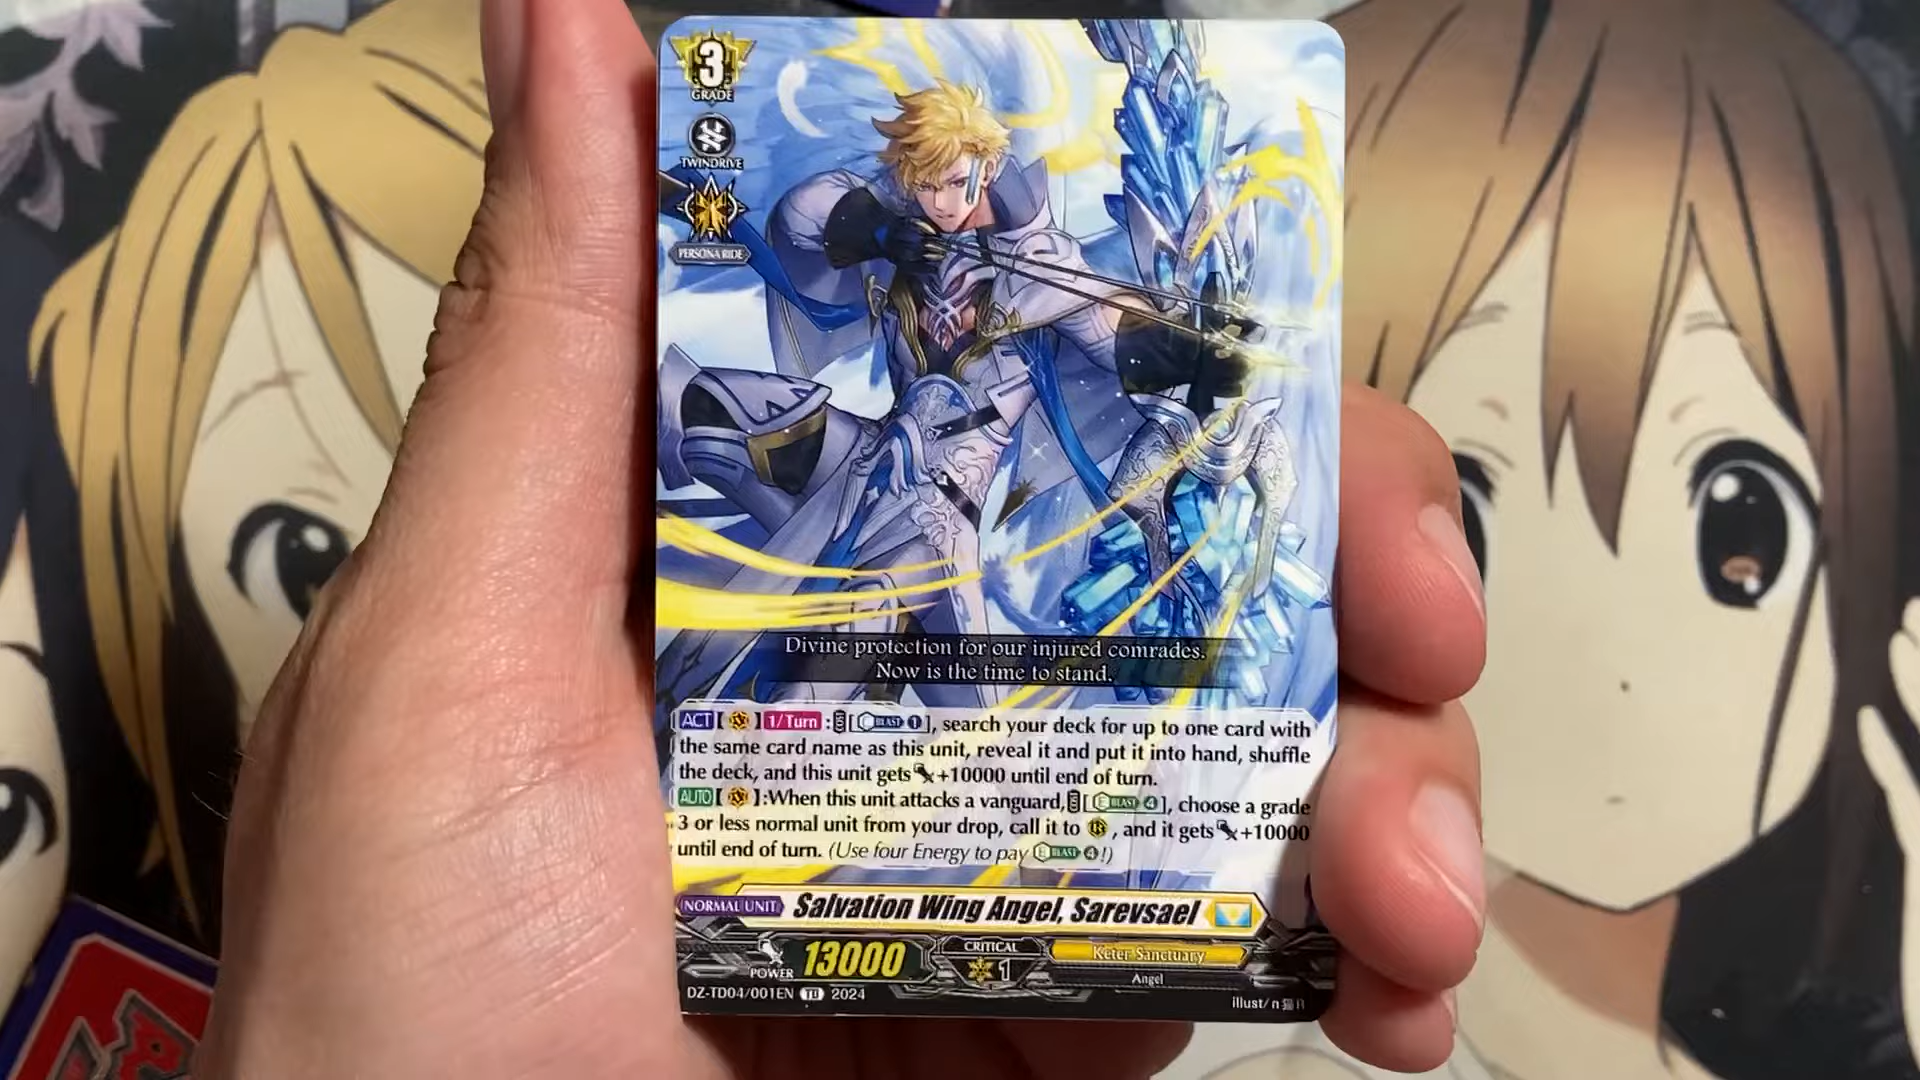 3
GRADE
TWINDRIVE
PERSONA RIDE
Divine protection for our injured comrades.
Now is the time to stand.
ACT【 】1/Turn :COST[ C BLAST 1 ], search your deck for up to one card with
the same card name as this unit, reveal it and put it into hand, shuffle
the deck, and this unit gets +10000 until end of turn.
AUTO【 】:When this unit attacks a vanguard, COST[ E BLAST 4 ], choose a grade
3 or less normal unit from your drop, call it to R , and it gets +10000
until end of turn. (Use four Energy to pay E BLAST 4 !)
NORMAL UNIT Salvation Wing Angel, Sarevsael
POWER 13000 CRITICAL 1 Keter Sanctuary
Angel
DZ-TD04/001EN TD 2024 illust/ n